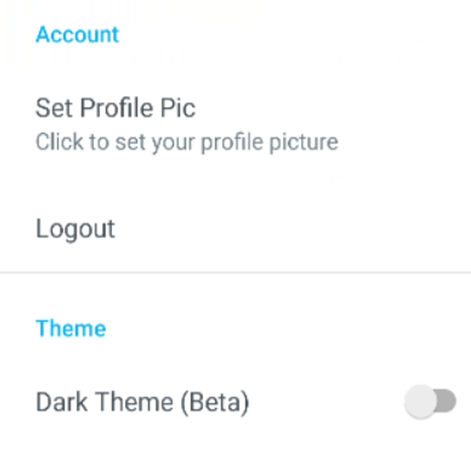 Account
Set Profile Pic
Click to set your profile picture
Logout
Theme
Dark Theme (Beta)